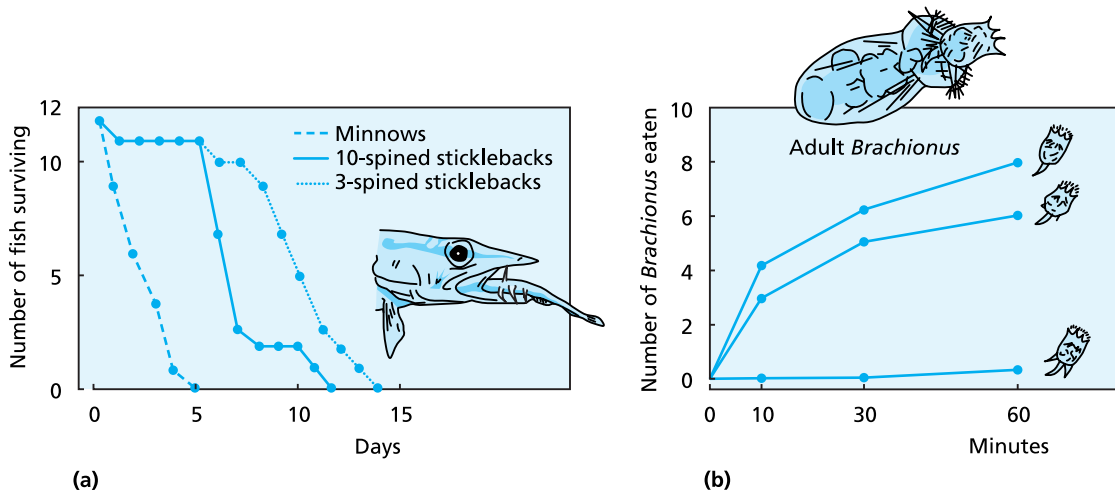 12
10
5
0
Number of fish surviving
Minnows
10-spined sticklebacks
3-spined sticklebacks
0 5 10 15
Days
(a)
10
8
6
4
2
0
Number of Brachionus eaten
Adult Brachionus
0 10 30 60
Minutes
(b)